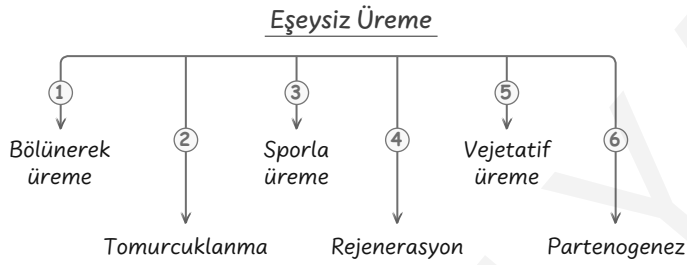 Eşeysiz Üreme
1
2
3
4
5
6
Bölünerek
üreme
Sporla
üreme
Vejetatif
üreme
Tomurcuklanma
Rejenerasyon
Partenogenez